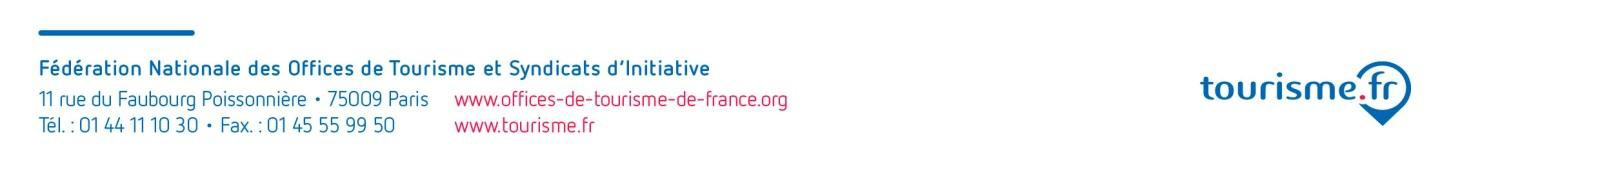 Fédération Nationale des Offices de Tourisme et Syndicats d'Initiative
11 rue du Faubourg Poissonnière • 75009 Paris www.offices-de-tourisme-de-france.org
Tél. : 01 44 11 10 30 • Fax. : 01 45 55 99 50 www.tourisme.fr
tourisme.fr